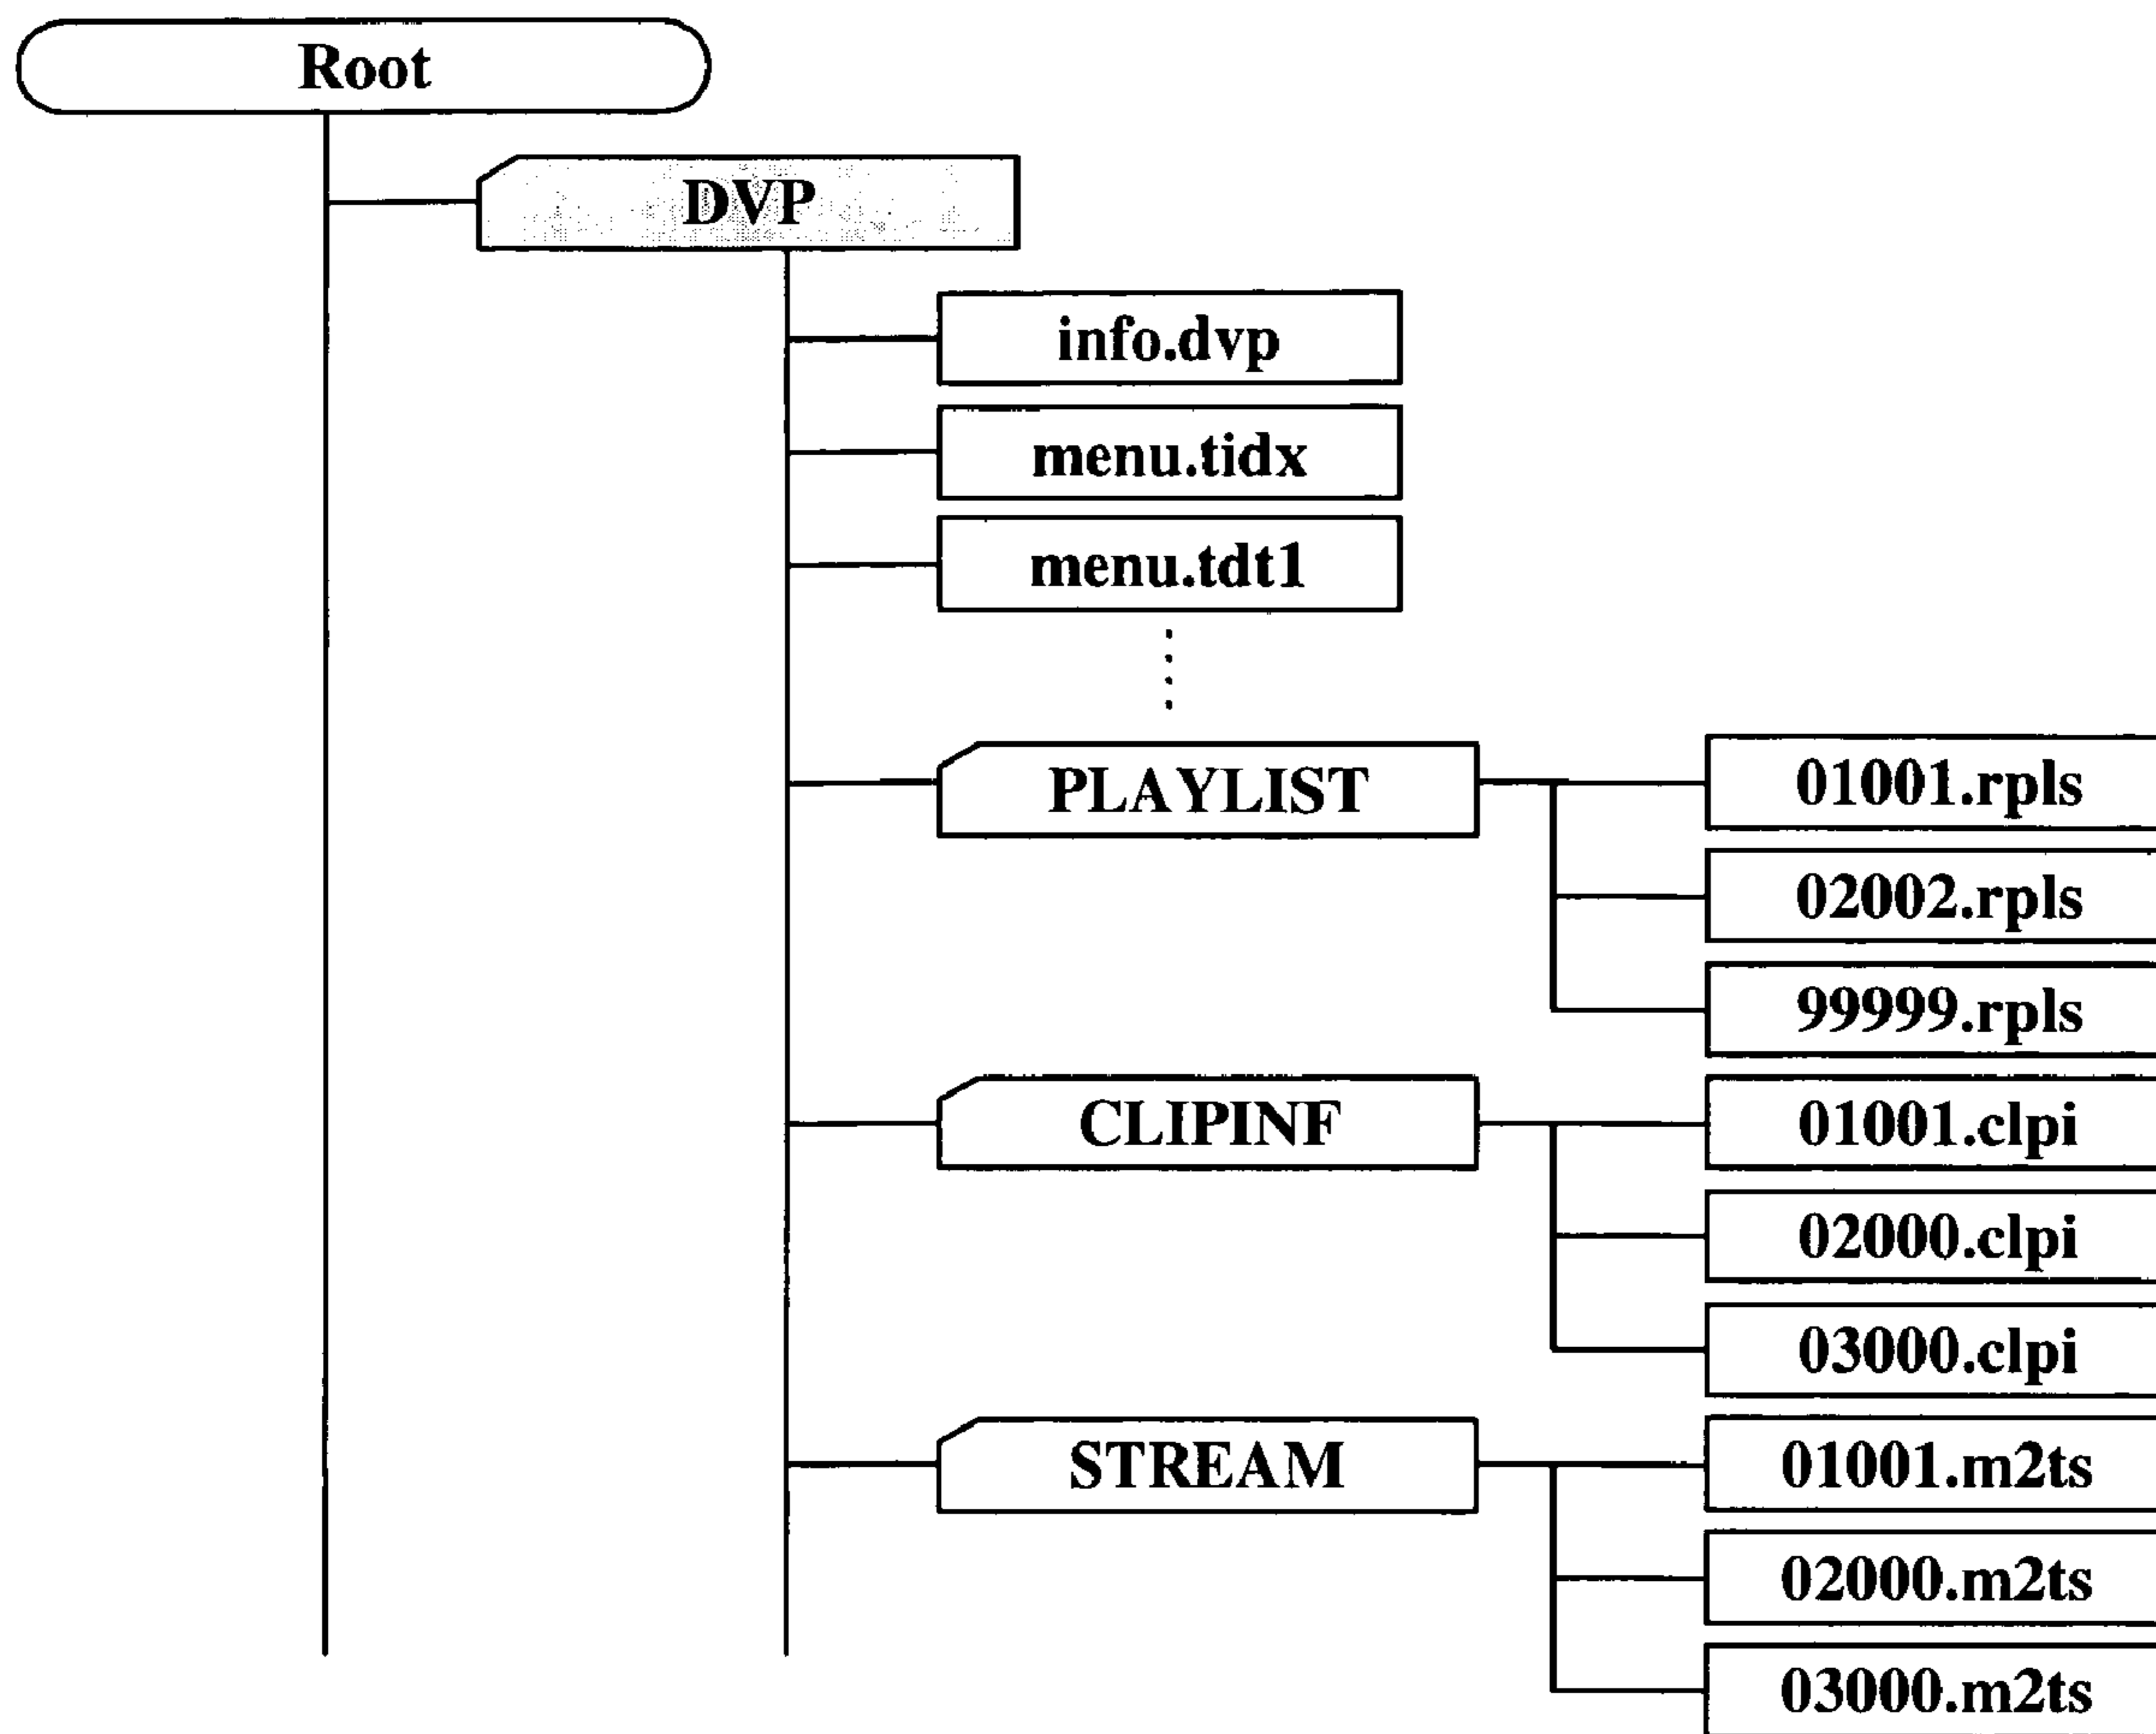 Root
DVP
info.dvp
menu.tidx
menu.tdt1
PLAYLIST
01001.rpls
02002.rpls
99999.rpls
CLIPINF
01001.clpi
02000.clpi
03000.clpi
STREAM
01001.m2ts
02000.m2ts
03000.m2ts